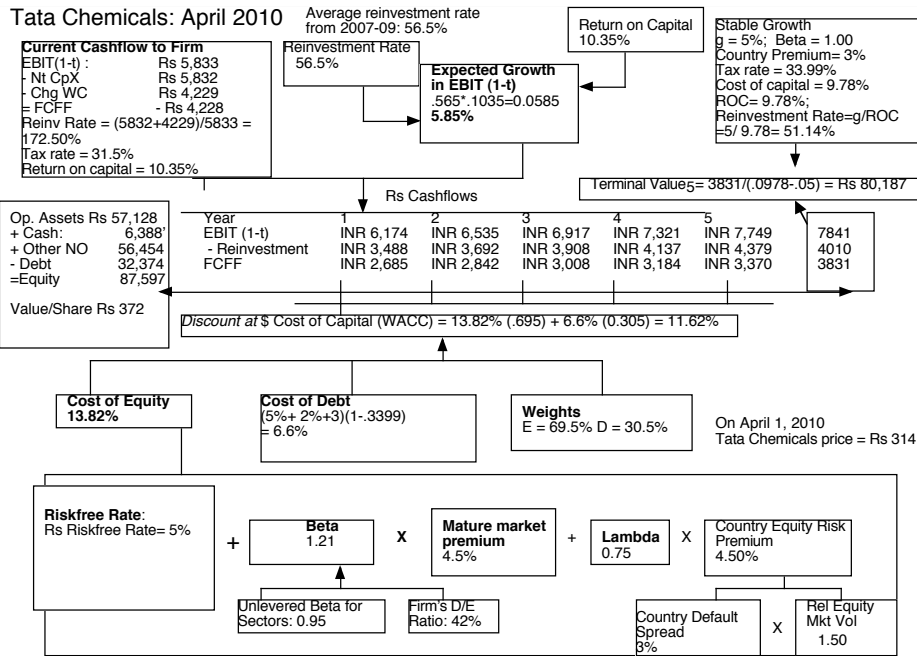 Tata Chemicals: April 2010
Average reinvestment rate
from 2007-09: 56.5%
Current Cashflow to Firm
EBIT(1-t) : Rs 5,833
- Nt CpX Rs 5,832
- Chg WC Rs 4,229
= FCFF - Rs 4,228
Reinv Rate = (5832+4229)/5833 =
172.50%
Tax rate = 31.5%
Return on capital = 10.35%
Reinvestment Rate
56.5%
Expected Growth
in EBIT (1-t)
.565*.1035=0.0585
5.85%
Return on Capital
10.35%
Stable Growth
g = 5%; Beta = 1.00
Country Premium= 3%
Tax rate = 33.99%
Cost of capital = 9.78%
ROC= 9.78%;
Reinvestment Rate=g/ROC
=5/ 9.78= 51.14%
Terminal Value5= 3831/(.0978-.05) = Rs 80,187
Rs Cashflows
Op. Assets Rs 57,128
+ Cash: 6,388'
+ Other NO 56,454
- Debt 32,374
=Equity 87,597
Value/Share Rs 372
Year 1 2 3 4 5
EBIT (1-t) INR 6,174 INR 6,535 INR 6,917 INR 7,321 INR 7,749 7841
- Reinvestment INR 3,488 INR 3,692 INR 3,908 INR 4,137 INR 4,379 4010
FCFF INR 2,685 INR 2,842 INR 3,008 INR 3,184 INR 3,370 3831
Discount at $ Cost of Capital (WACC) = 13.82% (.695) + 6.6% (0.305) = 11.62%
Cost of Equity
13.82%
Cost of Debt
(5%+ 2%+3)(1-.3399)
= 6.6%
Weights
E = 69.5% D = 30.5%
On April 1, 2010
Tata Chemicals price = Rs 314
Riskfree Rate:
Rs Riskfree Rate= 5%
+
Beta
1.21
X
Mature market
premium
4.5%
+
Lambda
0.75
X
Country Equity Risk
Premium
4.50%
Unlevered Beta for
Sectors: 0.95
Firm's D/E
Ratio: 42%
Country Default
Spread
3%
X
Rel Equity
Mkt Vol
1.50